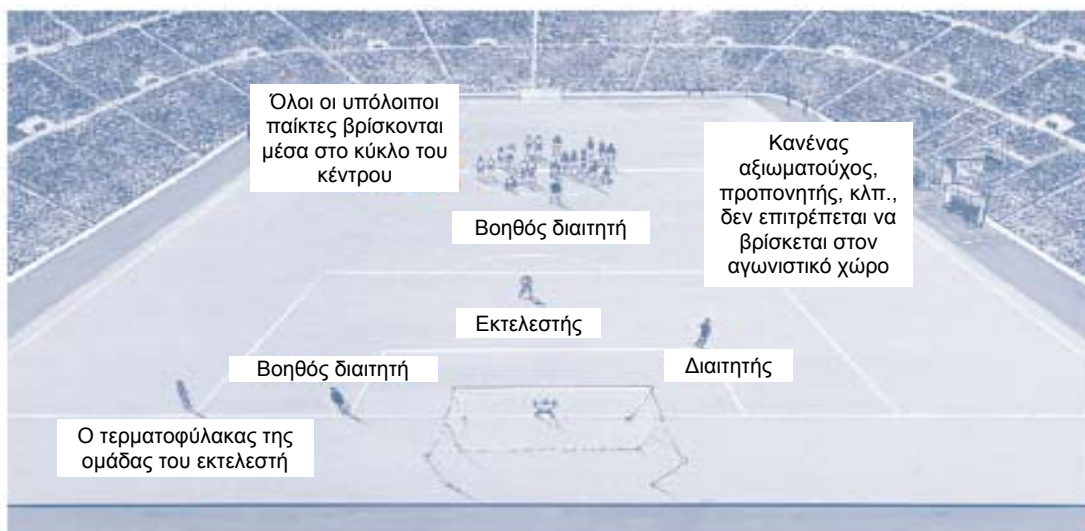 Όλοι οι υπόλοιποι
παίκτες βρίσκονται
μέσα στο κύκλο του
κέντρου
Κανένας
αξιωματούχος,
προπονητής, κλπ.,
δεν επιτρέπεται να
βρίσκεται στον
αγωνιστικό χώρο
Βοηθός διαιτητή
Εκτελεστής
Βοηθός διαιτητή
Διαιτητής
Ο τερματοφύλακας της
ομάδας του εκτελεστή